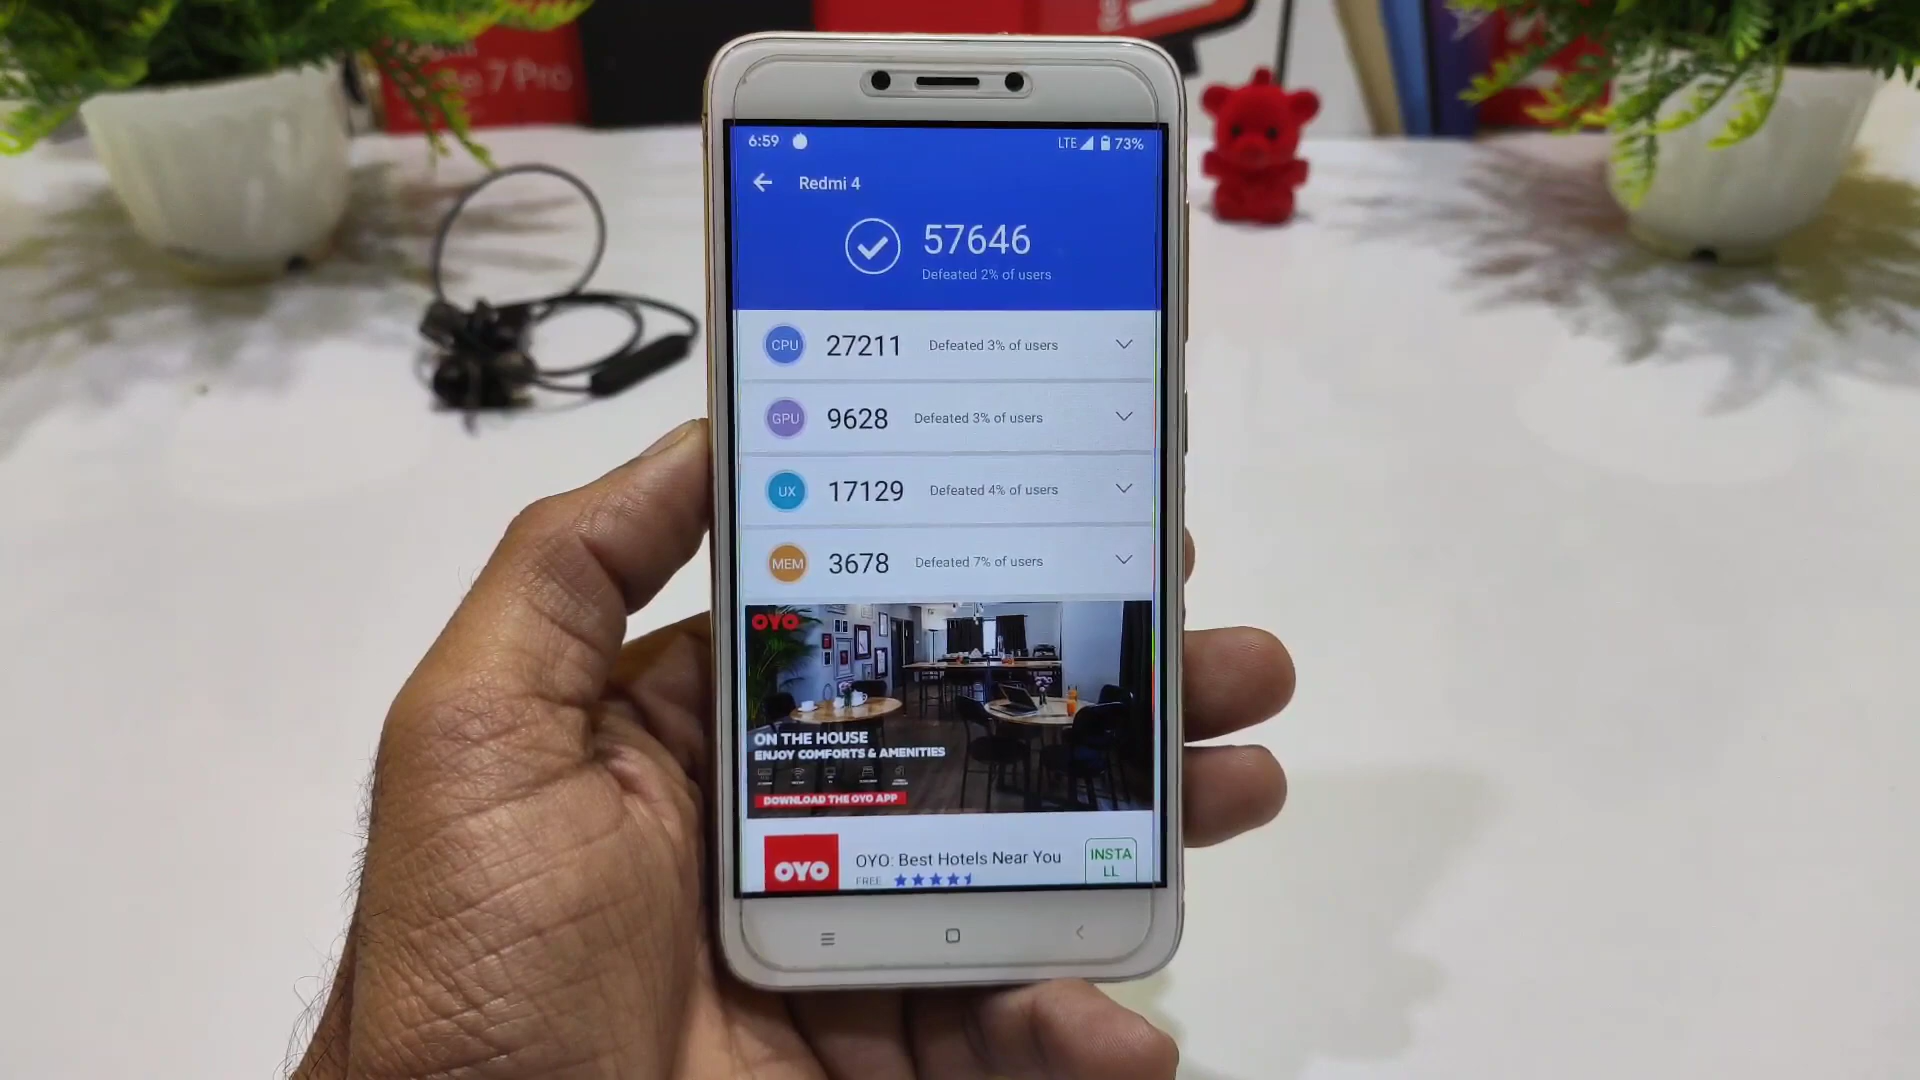 7 Pro
6:59
LTE 73%
Redmi 4
57646
Defeated 2% of users
CPU 27211 Defeated 3% of users
GPU 9628 Defeated 3% of users
UX 17129 Defeated 4% of users
MEM 3678 Defeated 7% of users
OYO
ON THE HOUSE
ENJOY COMFORTS & AMENITIES
DOWNLOAD THE OYO APP
OYO
OYO: Best Hotels Near You
FREE
INSTA
LL